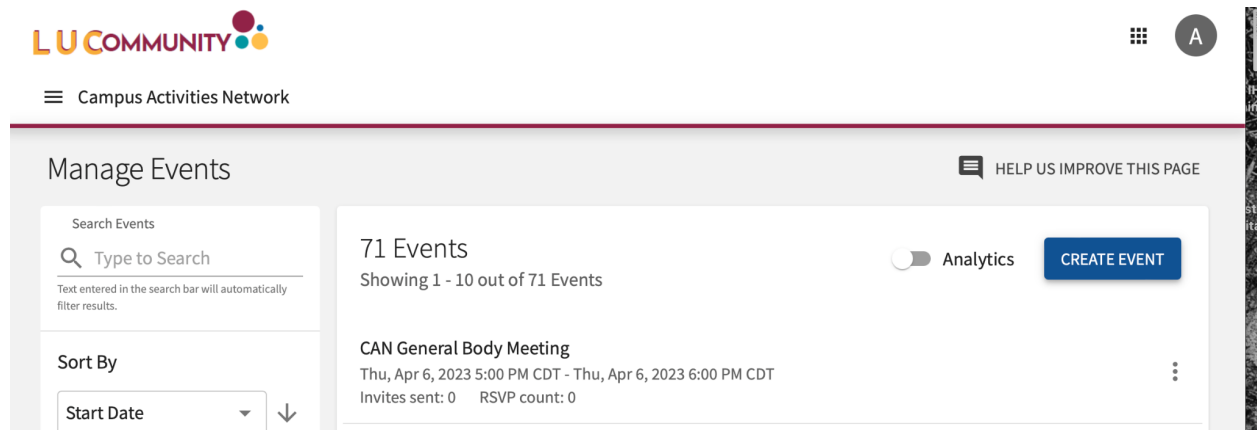 LUCOMMUNITY
A
Campus Activities Network
Manage Events
HELP US IMPROVE THIS PAGE
Search Events
Type to Search
Text entered in the search bar will automatically
filter results.
Sort By
Start Date
71 Events
Showing 1 - 10 out of 71 Events
Analytics
CREATE EVENT
CAN General Body Meeting
Thu, Apr 6, 2023 5:00 PM CDT - Thu, Apr 6, 2023 6:00 PM CDT
Invites sent: 0 RSVP count: 0